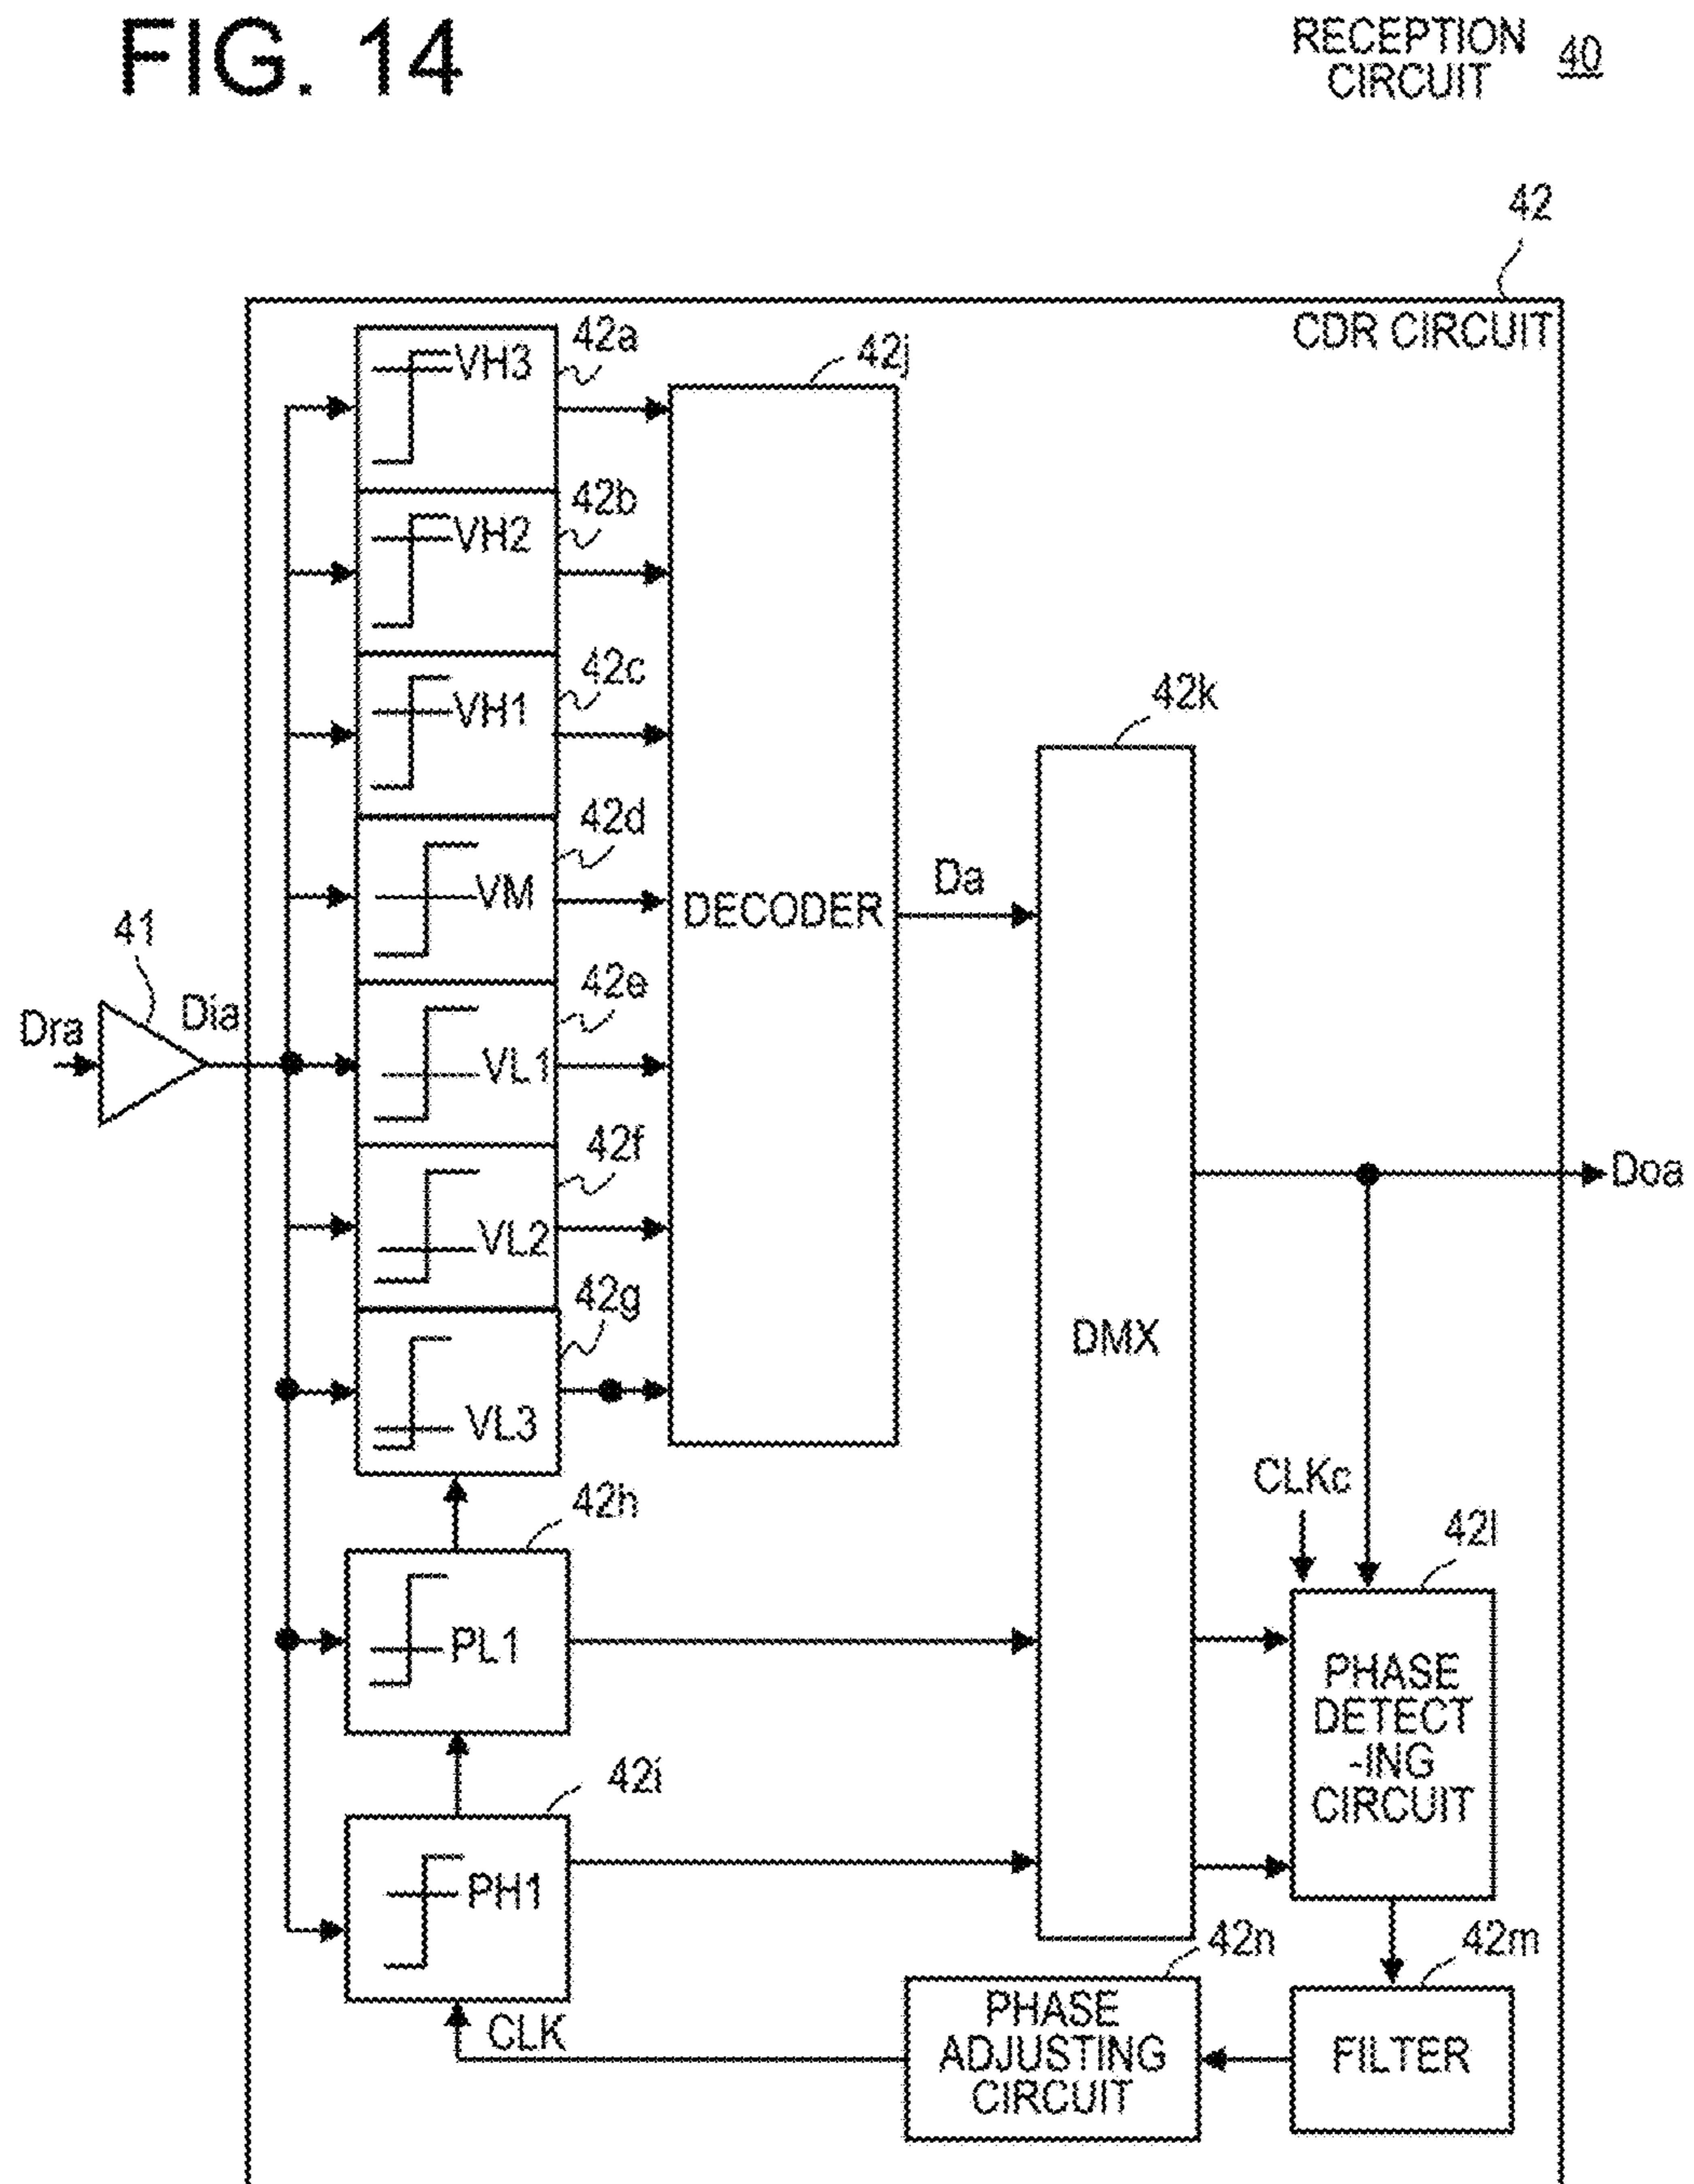 FIG. 14
RECEPTION
CIRCUIT
40
42
CDR CIRCUIT
VH3
42a
42j
VH2
42b
VH1
42c
42k
VM
42d
DECODER
Da
41
Dra
Dia
VL1
42e
VL2
42f
Doa
VL3
42g
DMX
CLKc
42h
42l
PL1
PHASE
DETECT
-ING
CIRCUIT
42i
PH1
CLK
42n
PHASE
ADJUSTING
CIRCUIT
42m
FILTER